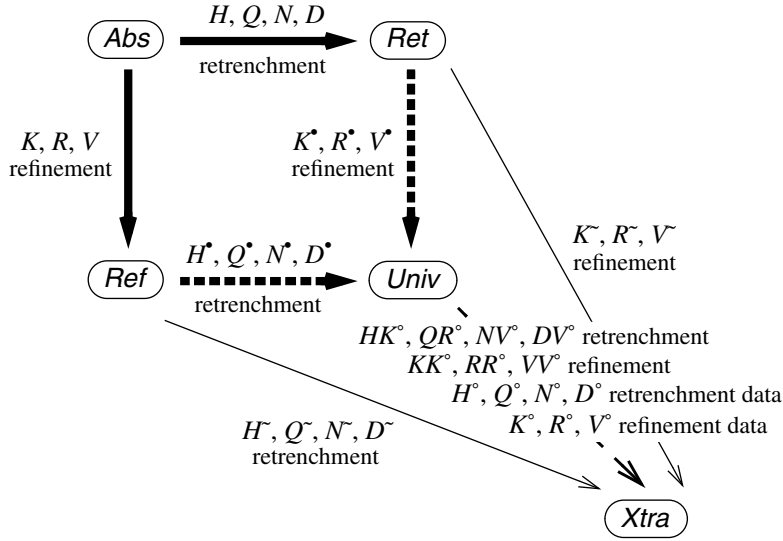 H, Q, N, D
Abs
Ret
retrenchment
K, R, V
refinement
K•, R•, V•
refinement
K~, R~, V~
refinement
H•, Q•, N•, D•
Ref
Univ
retrenchment
HK°, QR°, NV°, DV° retrenchment
KK°, RR°, VV° refinement
H°, Q°, N°, D° retrenchment data
K°, R°, V° refinement data
H~, Q~, N~, D~
retrenchment
Xtra